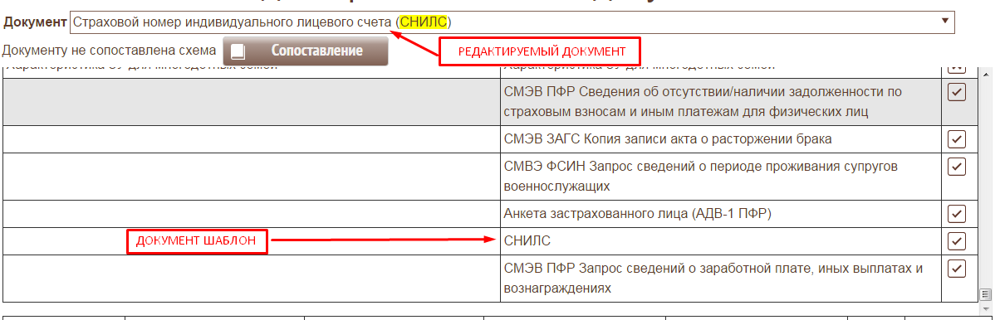 Документ Страховой номер индивидуального лицевого счета (СНИЛС)
Документу не сопоставлена схема Сопоставление РЕДАКТИРУЕМЫЙ ДОКУМЕНТ
СМЭВ ПФР Сведения об отсутствии/наличии задолженности по
страховым взносам и иным платежам для физических лиц
СМЭВ ЗАГС Копия записи акта о расторжении брака
СМВЭ ФСИН Запрос сведений о периоде проживания супругов
военнослужащих
Анкета застрахованного лица (АДВ-1 ПФР)
ДОКУМЕНТ ШАБЛОН СНИЛС
СМЭВ ПФР Запрос сведений о заработной плате, иных выплатах и
вознаграждениях